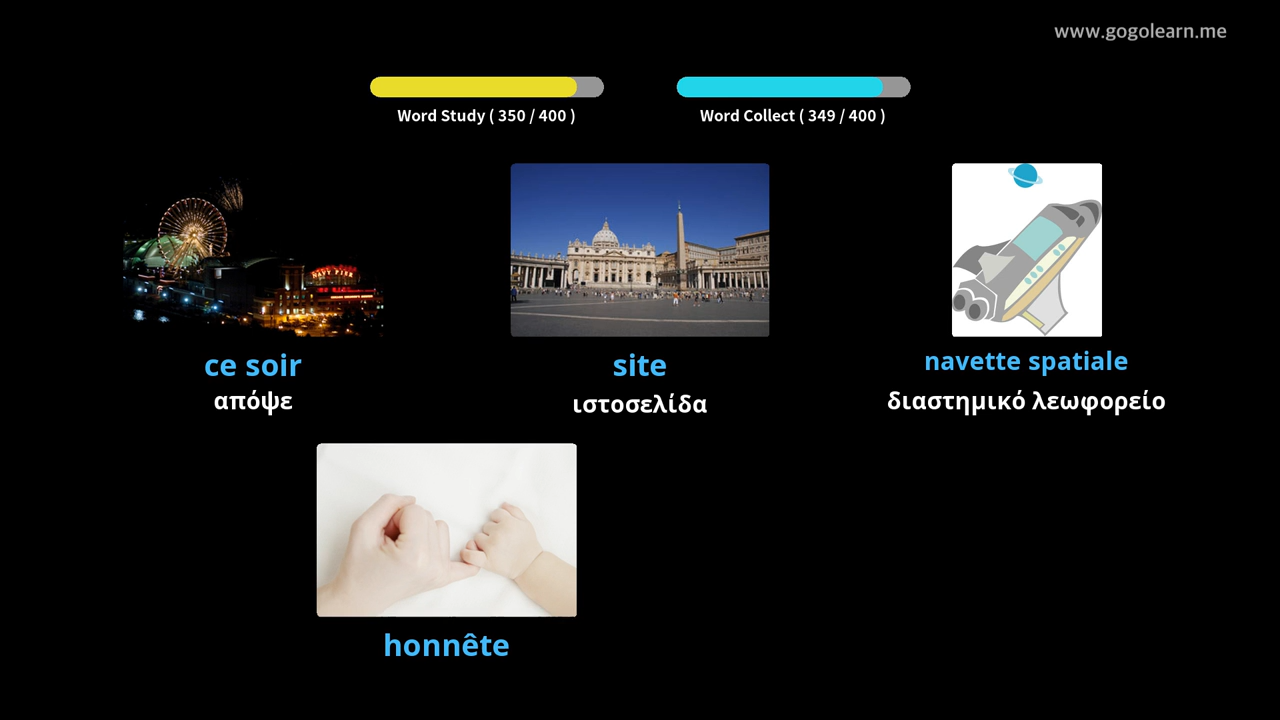 www.gogolearn.me
Word Study ( 350 / 400 )
Word Collect ( 349 / 400 )
ce soir
απόψε
site
ιστοσελίδα
navette spatiale
διαστημικό λεωφορείο
honnête